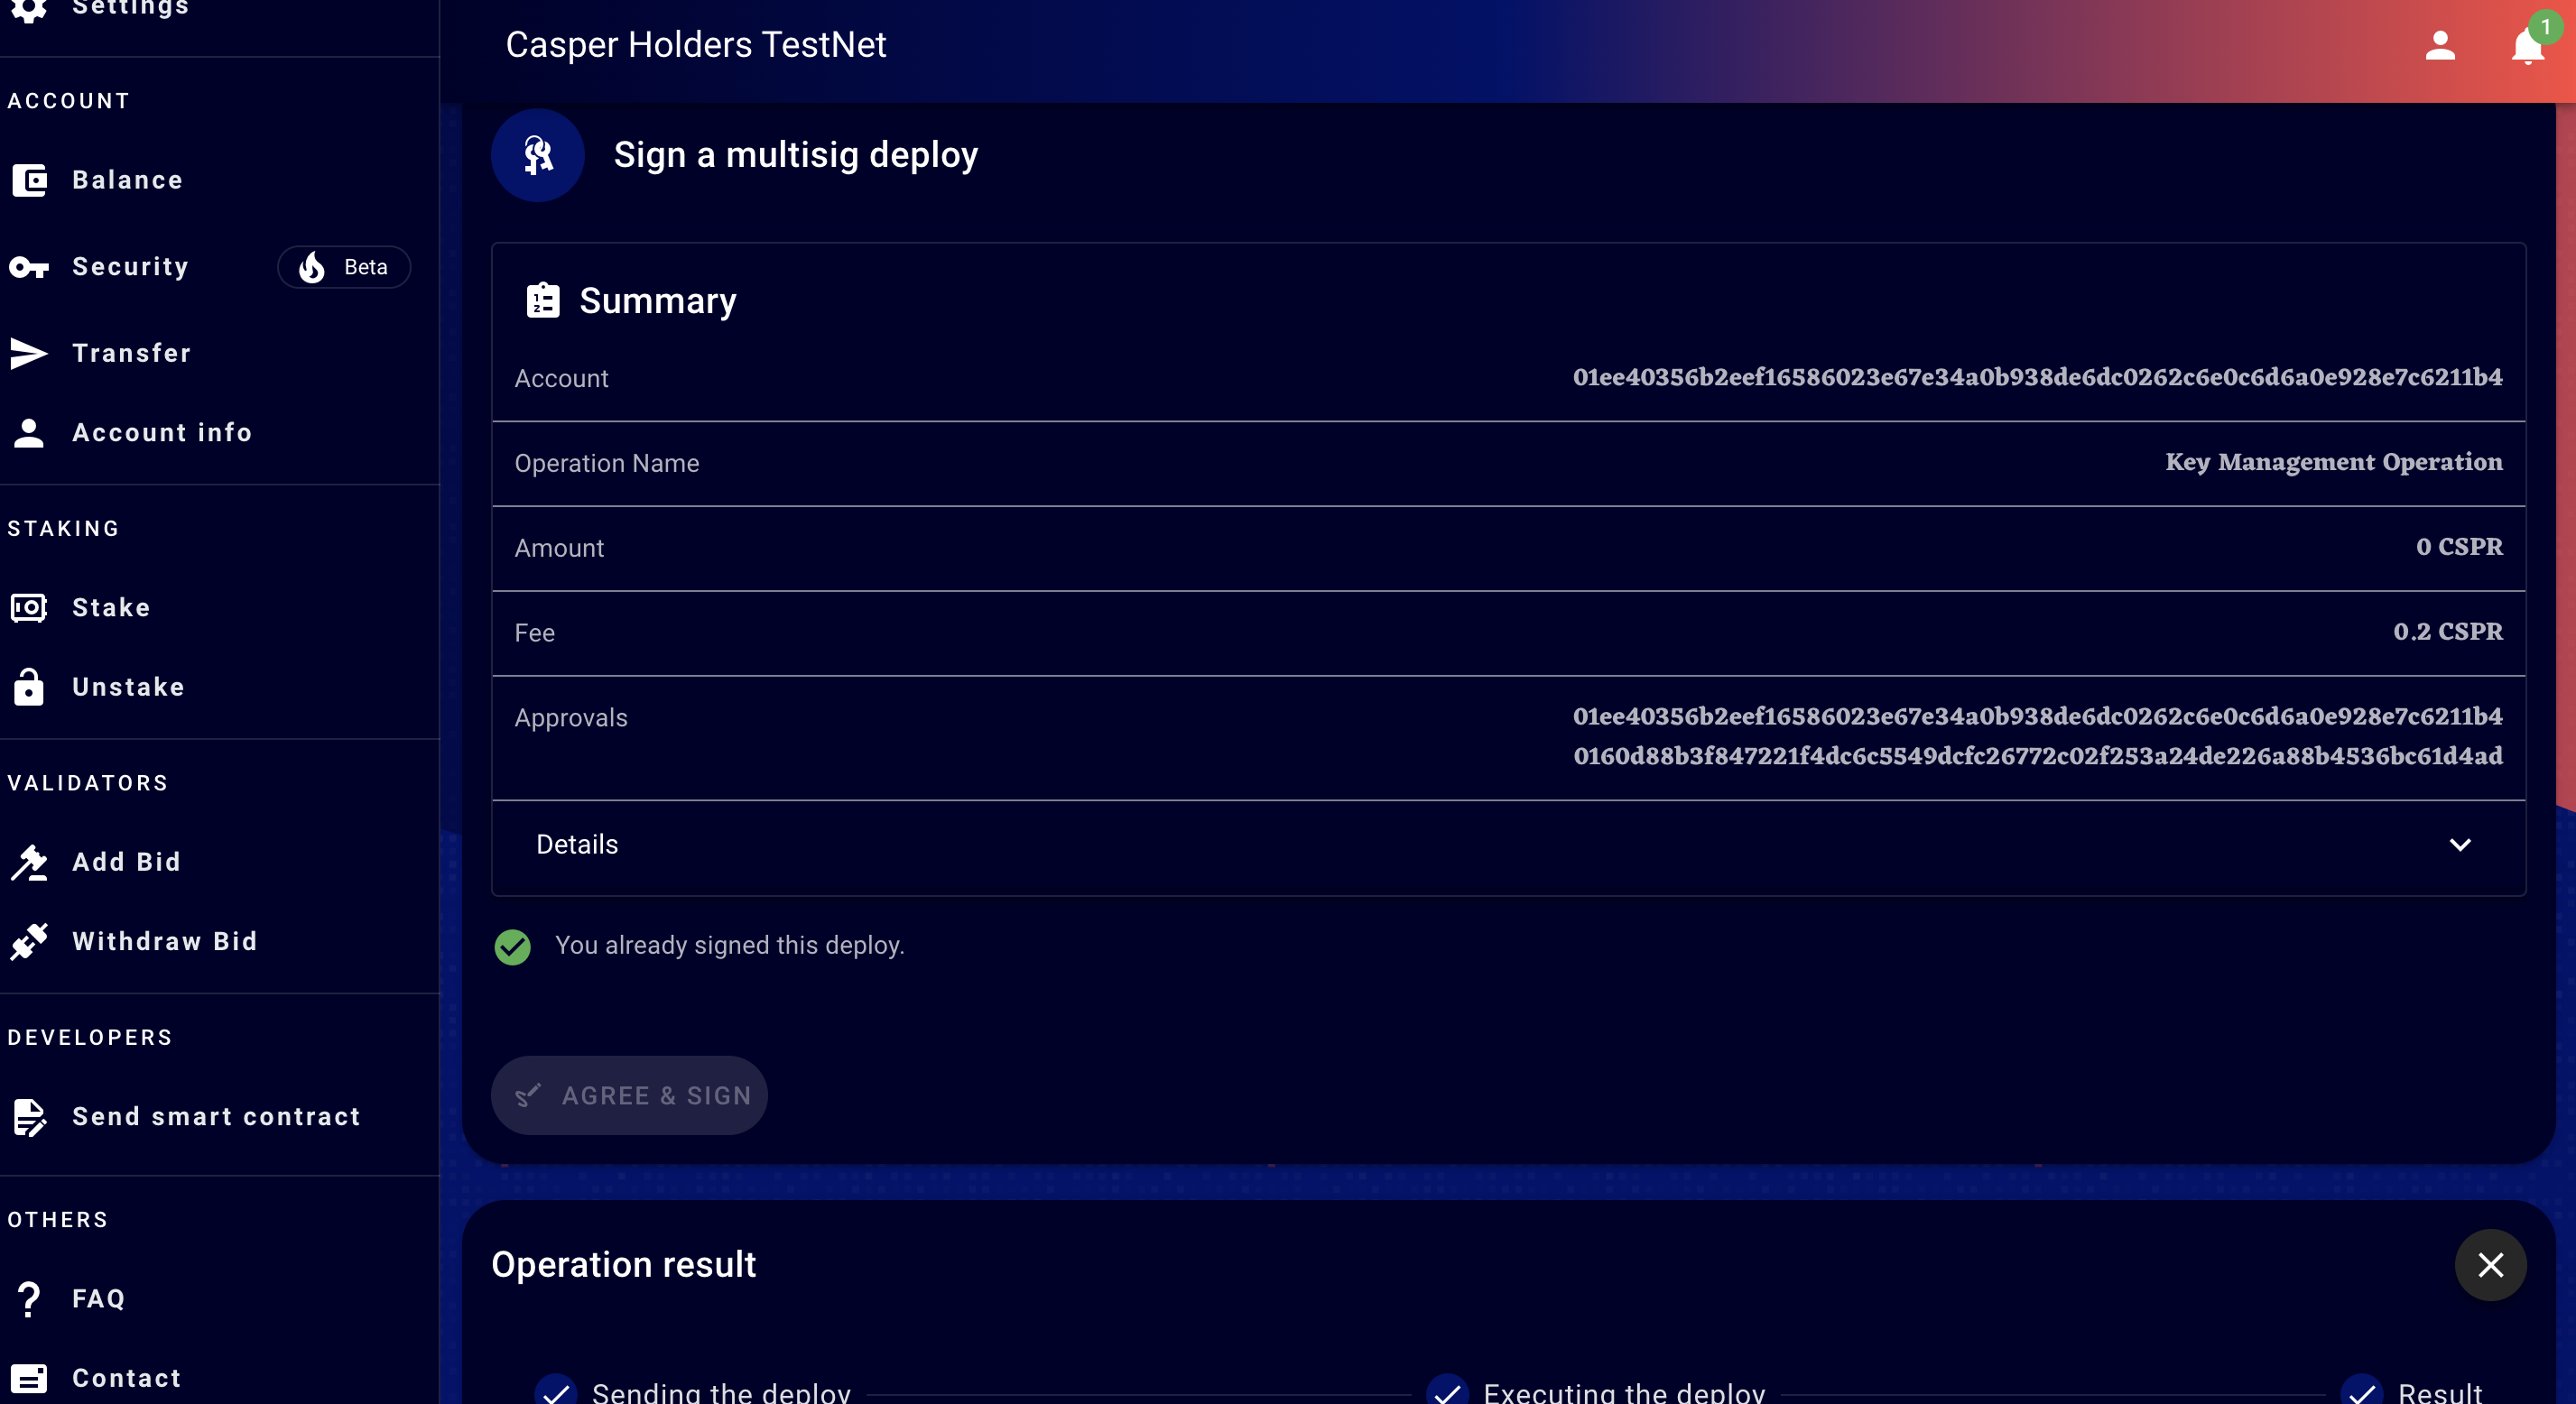 Settings
ACCOUNT
Balance
Security Beta
Transfer
Account info
STAKING
Stake
Unstake
VALIDATORS
Add Bid
Withdraw Bid
DEVELOPERS
Send smart contract
OTHERS
FAQ
Contact
Casper Holders TestNet
1
Sign a multisig deploy
Summary
Account 01ee40356b2eef16586023e67e34a0b938de6dc0262c6e0c6d6a0e928e7c6211b4
Operation Name Key Management Operation
Amount 0 CSPR
Fee 0.2 CSPR
Approvals 01ee40356b2eef16586023e67e34a0b938de6dc0262c6e0c6d6a0e928e7c6211b4
0160d88b3f847221f4dc6c5549dcfc26772c02f253a24de226a88b4536bc61d4ad
Details
You already signed this deploy.
AGREE & SIGN
Operation result
Sending the deploy Executing the deploy Result